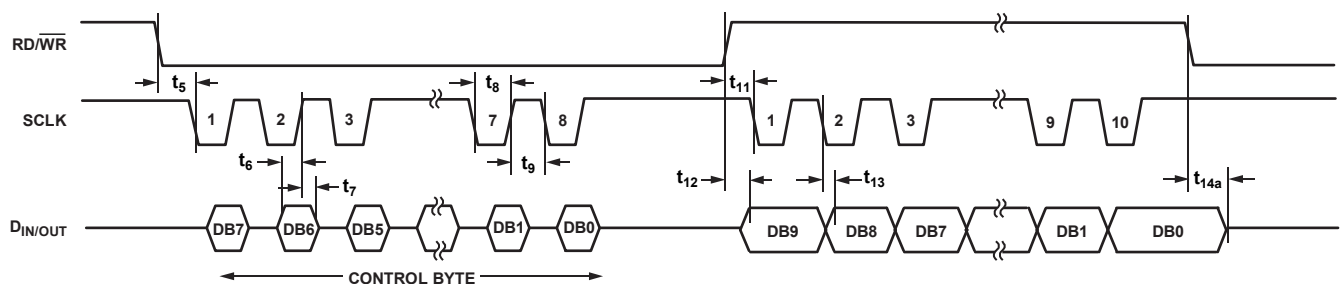 RD/WR
t5 t8 t11
SCLK 1 2 3 7 8 1 2 3 9 10
t6 t9
t7 t12 t13 t14a
DIN/OUT DB7 DB6 DB5 DB1 DB0 DB9 DB8 DB7 DB1 DB0
CONTROL BYTE